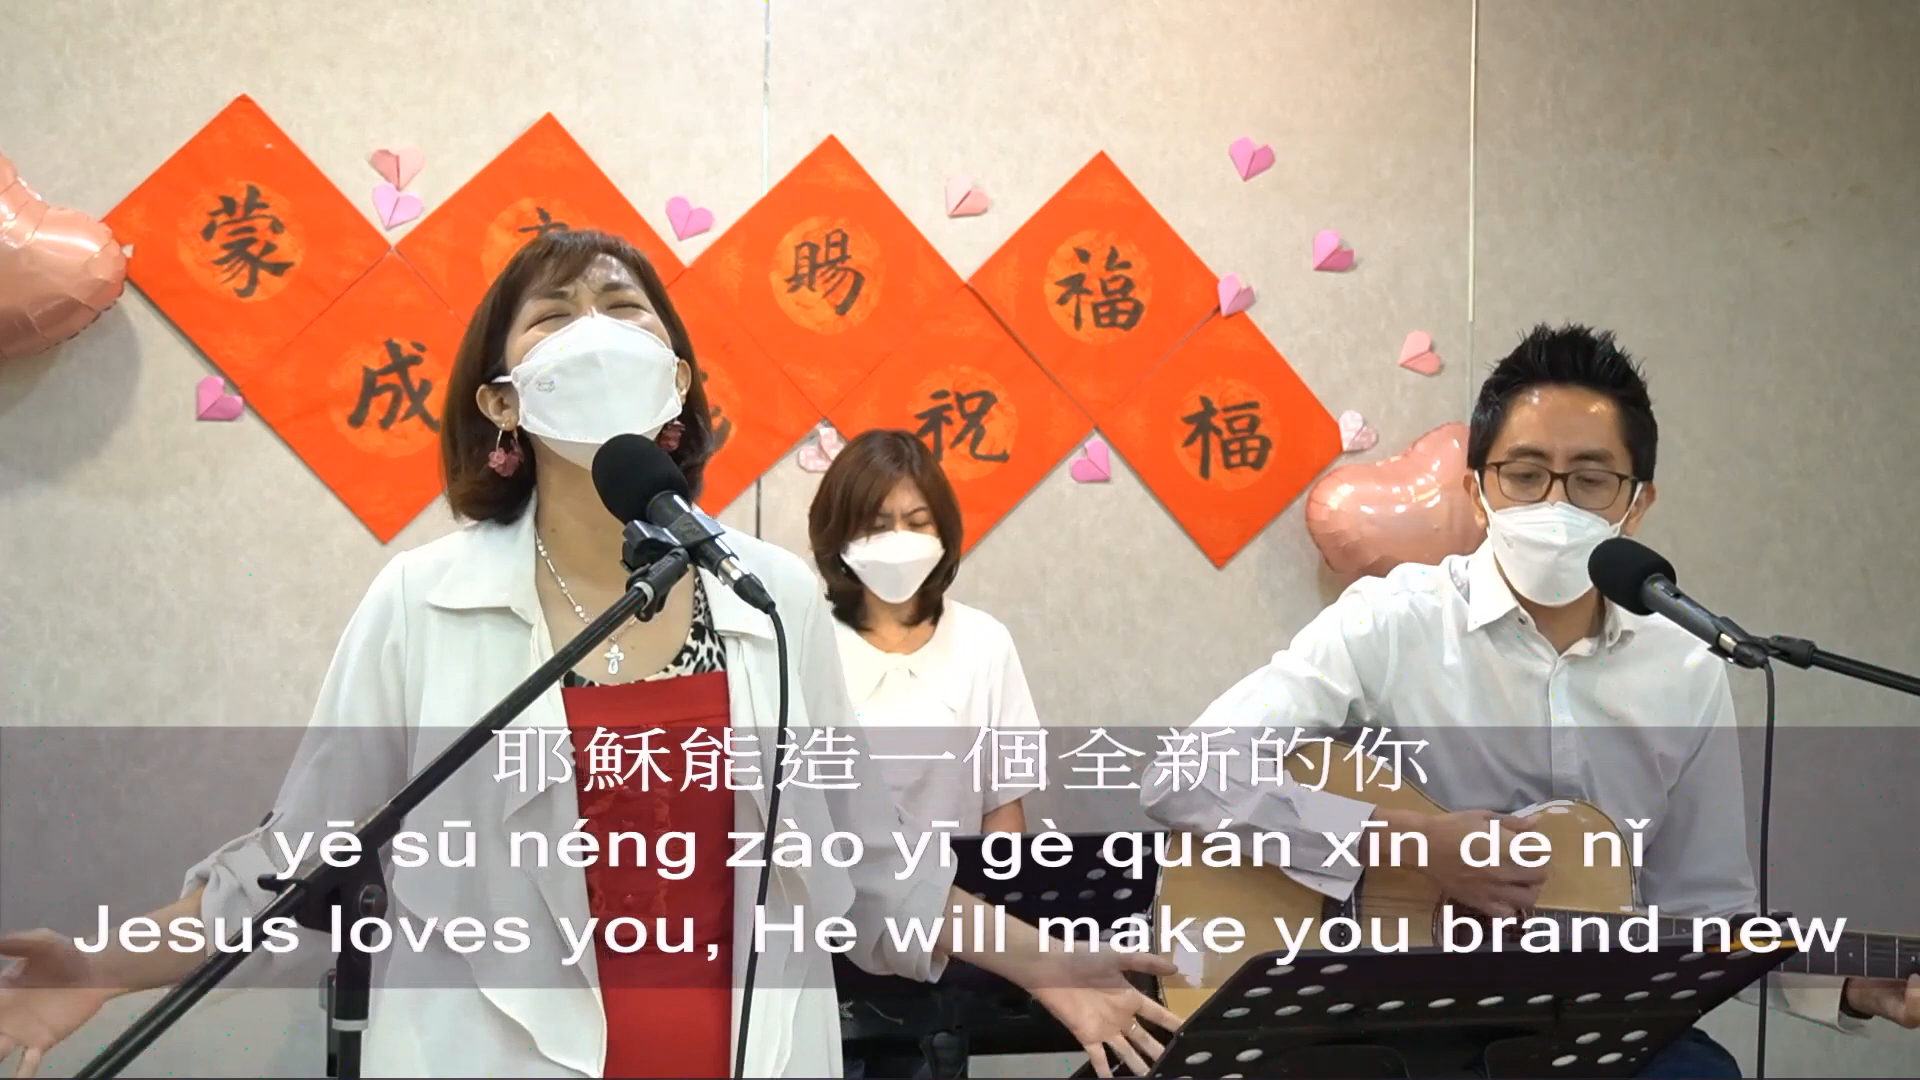 蒙 賜 福
成 祝 福
耶穌能造一個全新的你
yē sū néng zào yī gè quán xīn de nǐ
Jesus loves you, He will make you brand new